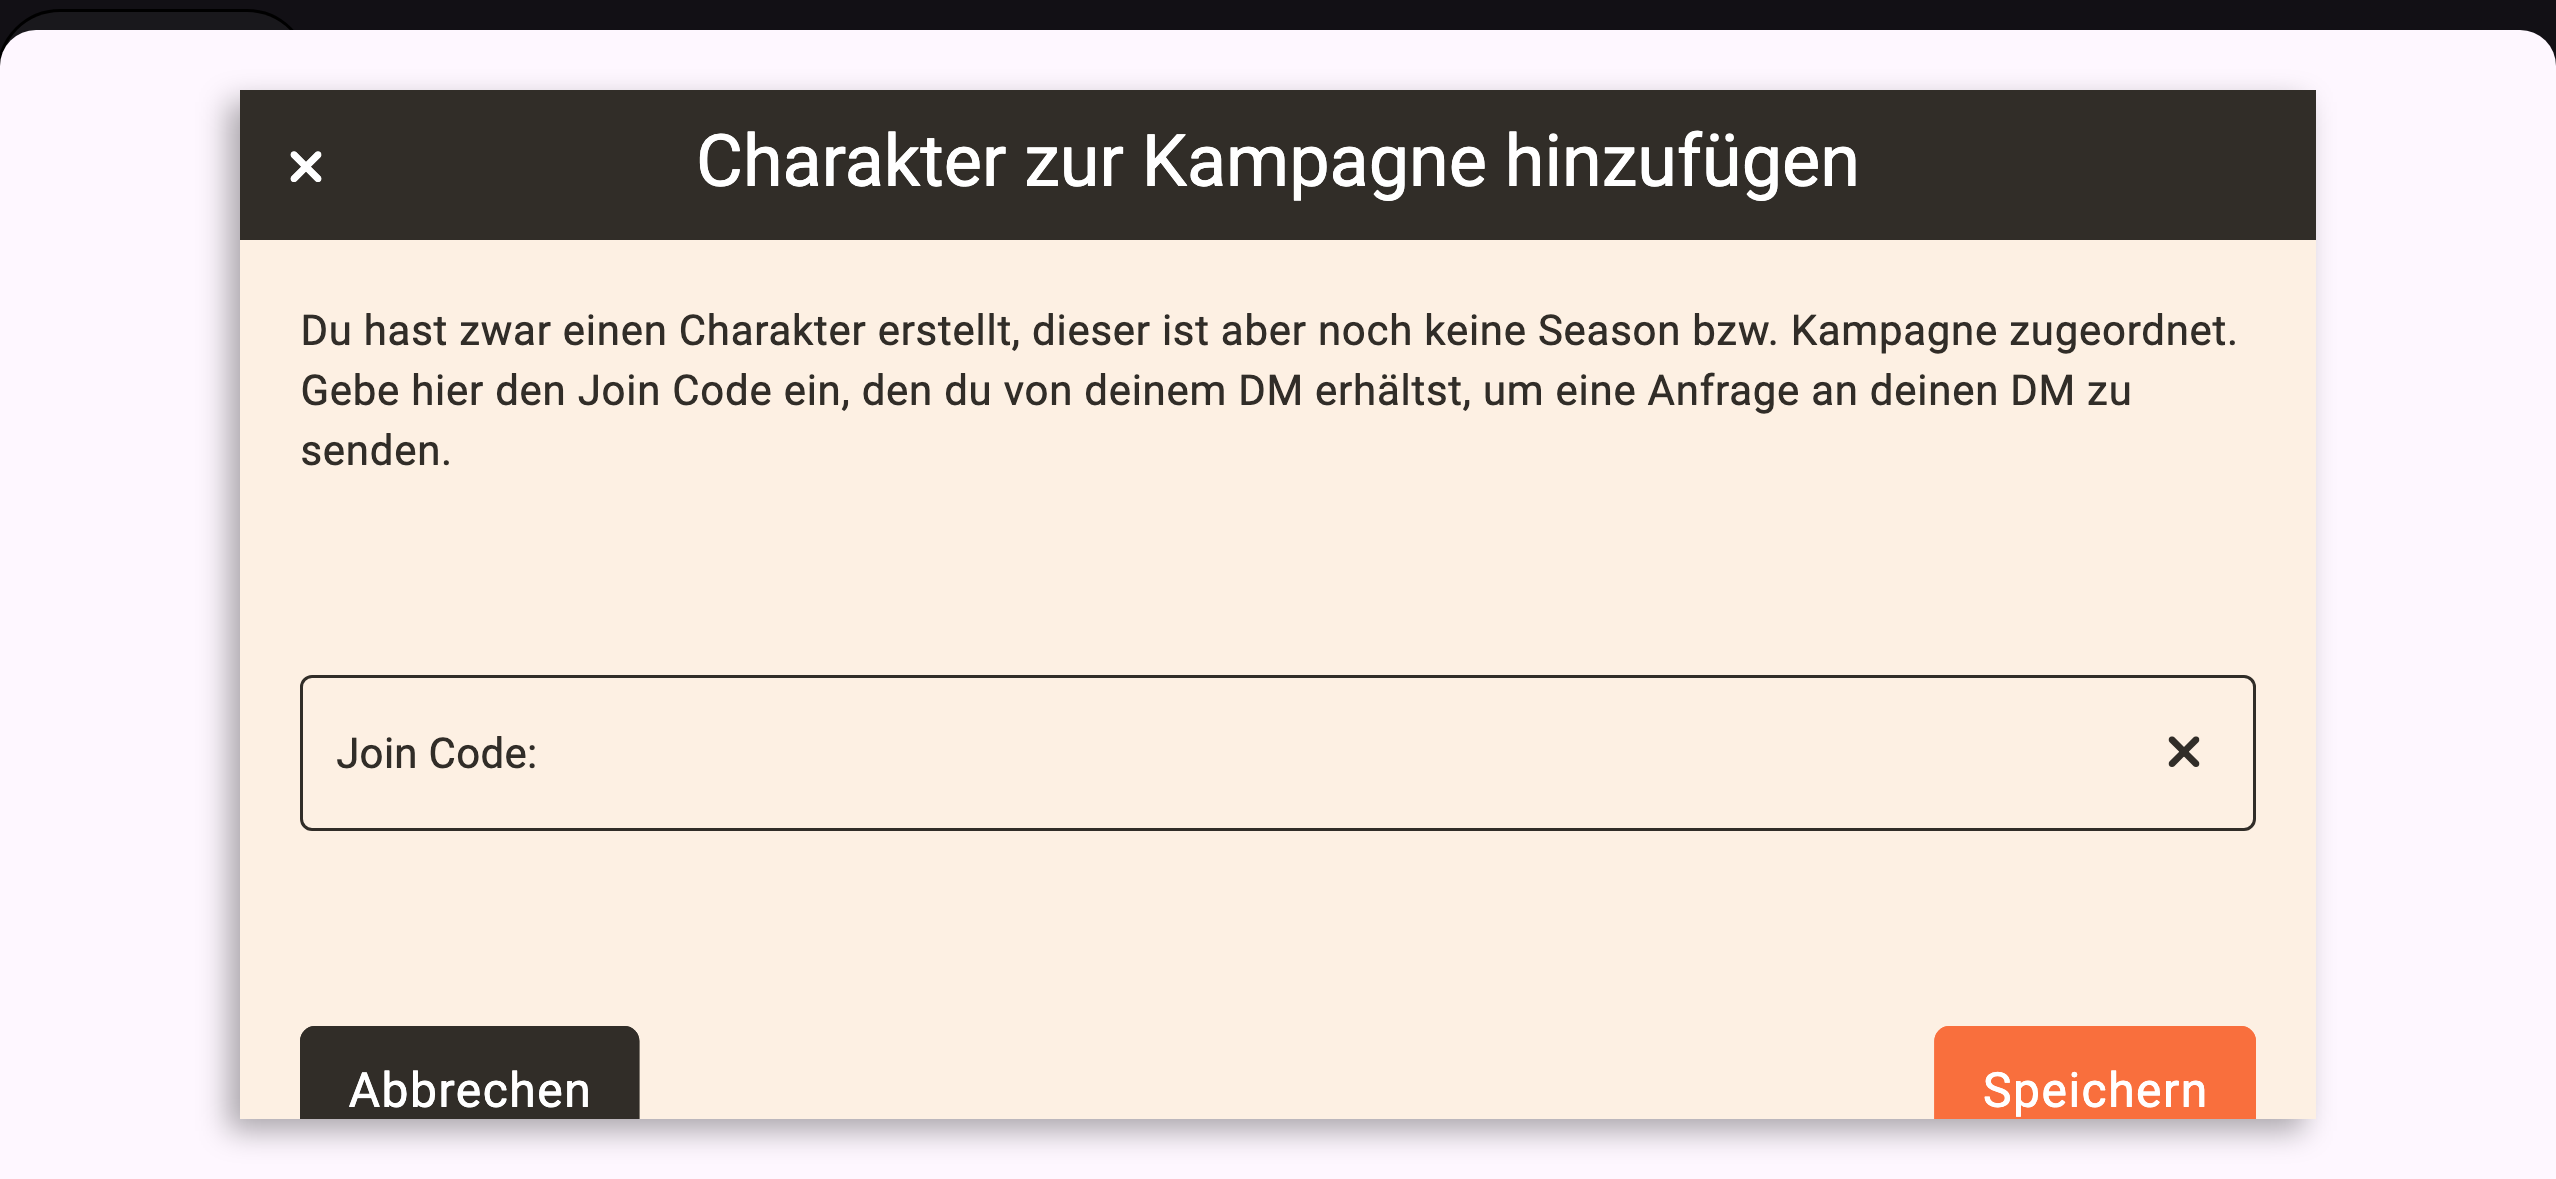 Charakter zur Kampagne hinzufügen
Du hast zwar einen Charakter erstellt, dieser ist aber noch keine Season bzw. Kampagne zugeordnet.
Gebe hier den Join Code ein, den du von deinem DM erhältst, um eine Anfrage an deinen DM zu
senden.
Join Code:
Abbrechen
Speichern